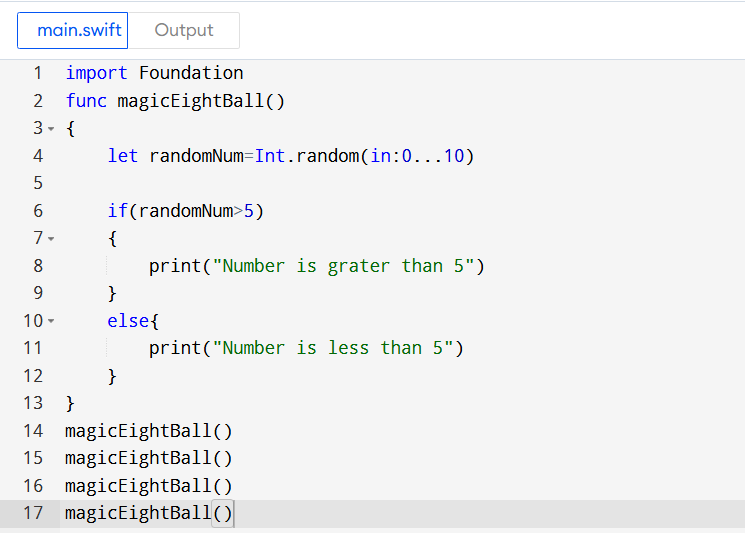 main.swift Output
1 import Foundation
2 func magicEightBall()
3 {
4 let randomNum=Int.random(in:0...10)
5
6 if(randomNum>5)
7 {
8 print("Number is grater than 5")
9 }
10 else{
11 print("Number is less than 5")
12 }
13 }
14 magicEightBall()
15 magicEightBall()
16 magicEightBall()
17 magicEightBall()